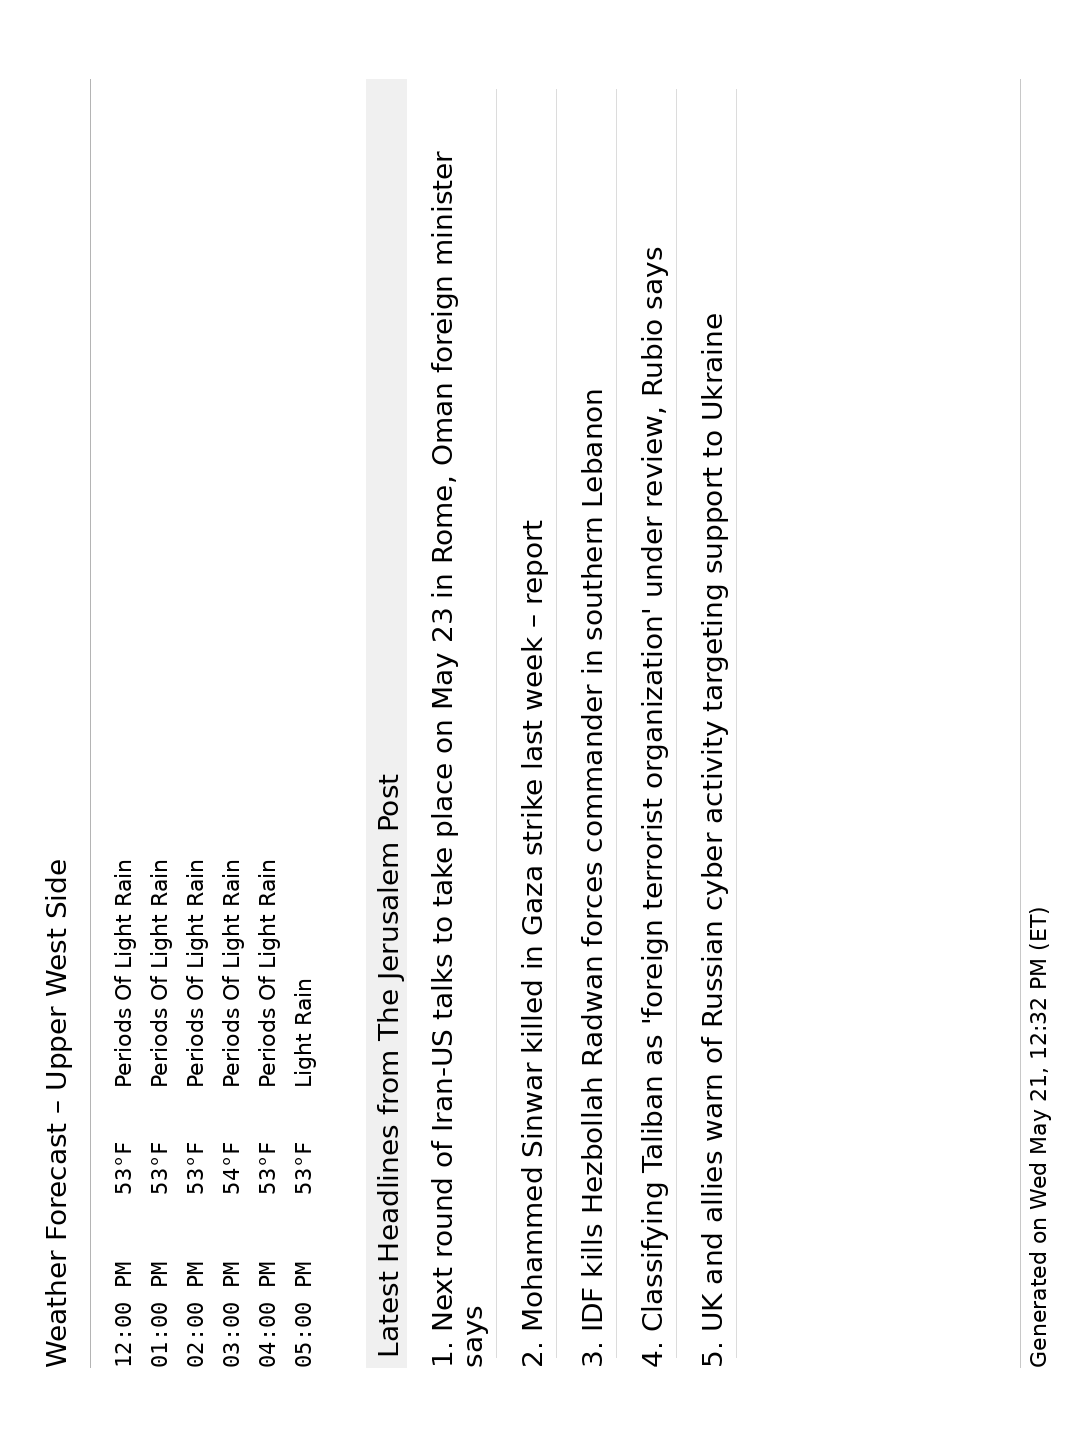 Weather Forecast – Upper West Side
12:00 PM 53°F Periods Of Light Rain
01:00 PM 53°F Periods Of Light Rain
02:00 PM 53°F Periods Of Light Rain
03:00 PM 54°F Periods Of Light Rain
04:00 PM 53°F Periods Of Light Rain
05:00 PM 53°F Light Rain
Latest Headlines from The Jerusalem Post
1. Next round of Iran-US talks to take place on May 23 in Rome, Oman foreign minister
says
2. Mohammed Sinwar killed in Gaza strike last week – report
3. IDF kills Hezbollah Radwan forces commander in southern Lebanon
4. Classifying Taliban as 'foreign terrorist organization' under review, Rubio says
5. UK and allies warn of Russian cyber activity targeting support to Ukraine
Generated on Wed May 21, 12:32 PM (ET)